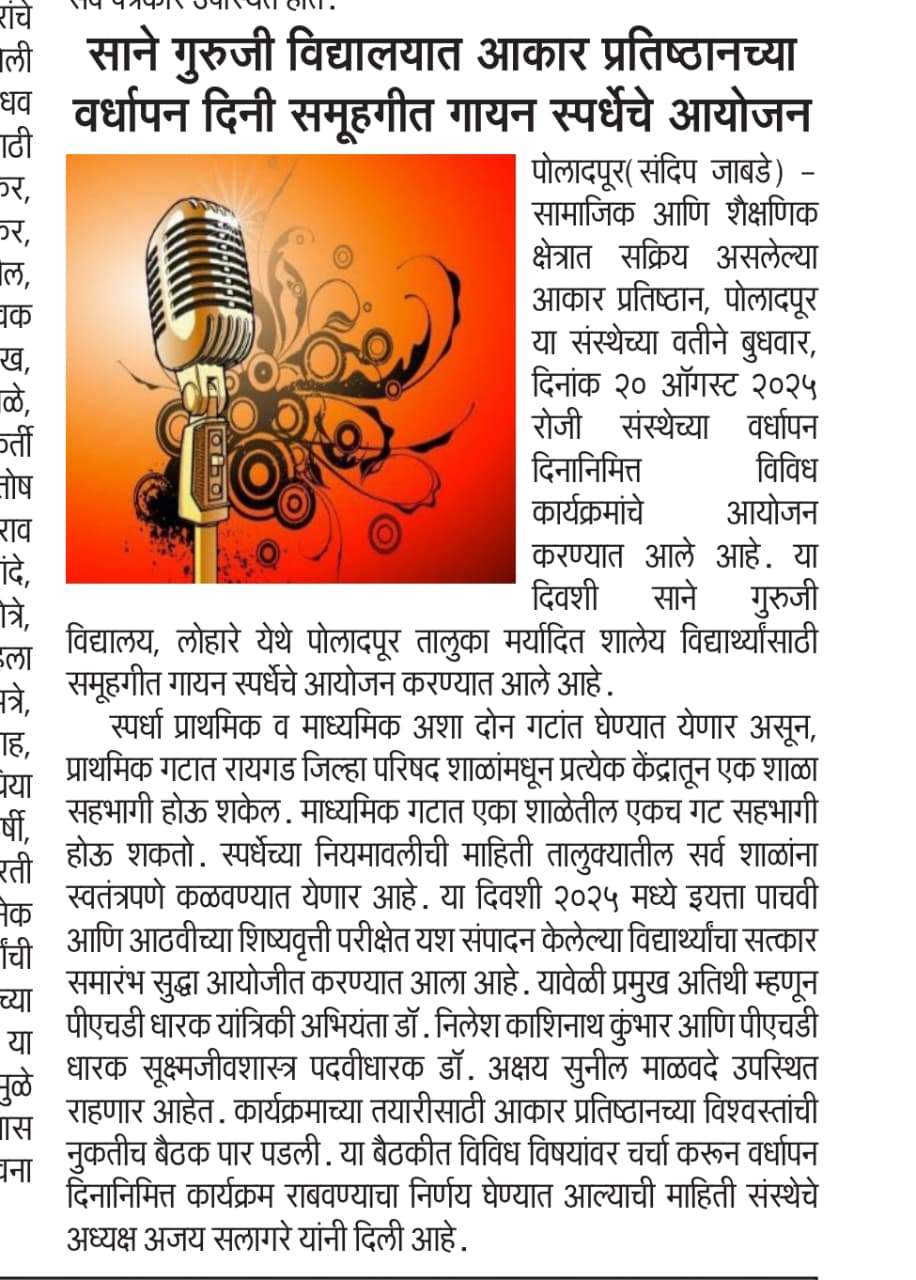 साने गुरुजी विद्यालयात आकार प्रतिष्ठानच्या
वर्धापन दिनी समूहगीत गायन स्पर्धेचे आयोजन
पोलादपूर(संदिप जाबडे) –
सामाजिक आणि शैक्षणिक
क्षेत्रात सक्रिय असलेल्या
आकार प्रतिष्ठान, पोलादपूर
या संस्थेच्या वतीने बुधवार,
दिनांक २० ऑगस्ट २०२५
रोजी संस्थेच्या वर्धापन
दिनानिमित्त विविध
कार्यक्रमांचे आयोजन
करण्यात आले आहे. या
दिवशी साने गुरुजी
विद्यालय, लोहारे येथे पोलादपूर तालुका मर्यादित शालेय विद्यार्थ्यांसाठी
समूहगीत गायन स्पर्धेचे आयोजन करण्यात आले आहे.
स्पर्धा प्राथमिक व माध्यमिक अशा दोन गटांत घेण्यात येणार असून,
प्राथमिक गटात रायगड जिल्हा परिषद शाळांमधून प्रत्येक केंद्रातून एक शाळा
सहभागी होऊ शकेल. माध्यमिक गटात एका शाळेतील एकच गट सहभागी
होऊ शकतो. स्पर्धेच्या नियमावलीची माहिती तालुक्यातील सर्व शाळांना
स्वतंत्रपणे कळवण्यात येणार आहे. या दिवशी २०२५ मध्ये इयत्ता पाचवी
आणि आठवीच्या शिष्यवृत्ती परीक्षेत यश संपादन केलेल्या विद्यार्थ्यांचा सत्कार
समारंभ सुद्धा आयोजीत करण्यात आला आहे. यावेळी प्रमुख अतिथी म्हणून
पीएचडी धारक यांत्रिकी अभियंता डॉ. निलेश काशिनाथ कुंभार आणि पीएचडी
धारक सूक्ष्मजीवशास्त्र पदवीधारक डॉ. अक्षय सुनील माळवदे उपस्थित
राहणार आहेत. कार्यक्रमाच्या तयारीसाठी आकार प्रतिष्ठानच्या विश्वस्तांची
नुकतीच बैठक पार पडली. या बैठकीत विविध विषयांवर चर्चा करून वर्धापन
दिनानिमित्त कार्यक्रम राबवण्याचा निर्णय घेण्यात आल्याची माहिती संस्थेचे
अध्यक्ष अजय सलागरे यांनी दिली आहे.